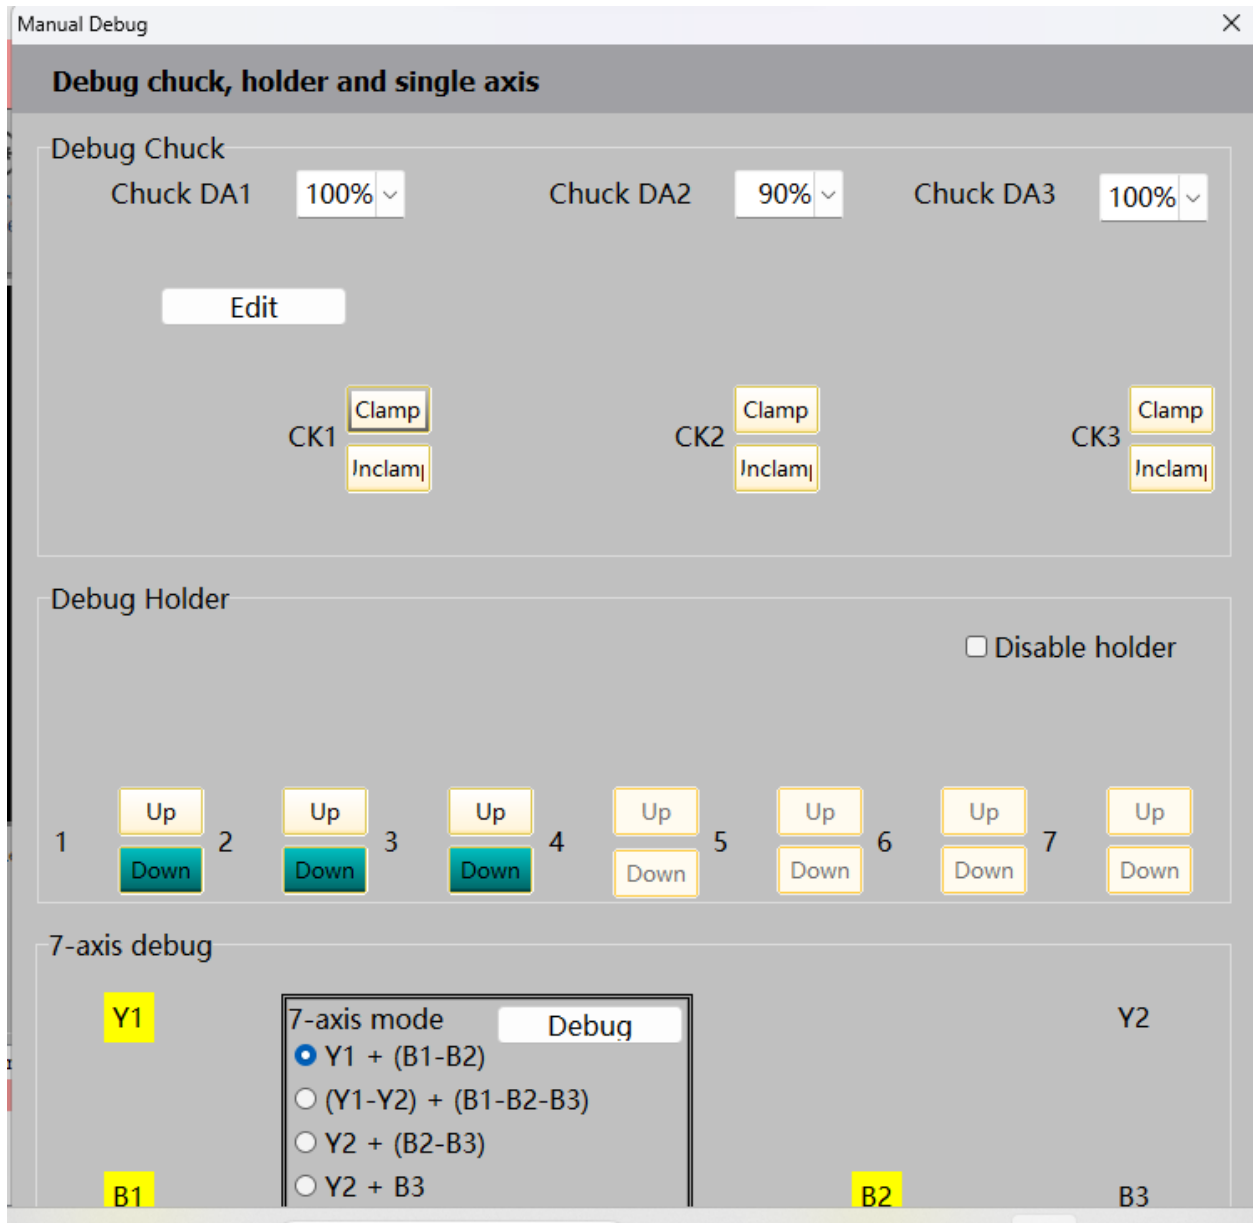 Manual Debug
Debug chuck, holder and single axis
Debug Chuck
Chuck DA1 100% Chuck DA2 90% Chuck DA3 100%
Edit
Clamp Clamp Clamp
CK1 CK2 CK3
Unclamp Unclamp Unclamp
Debug Holder
Disable holder
Up Up Up Up Up Up Up
1 2 3 4 5 6 7
Down Down Down Down Down Down Down
7-axis debug
Y1 7-axis mode Debug Y2
Y1 + (B1-B2)
(Y1-Y2) + (B1-B2-B3)
Y2 + (B2-B3)
Y2 + B3
B1 B2 B3